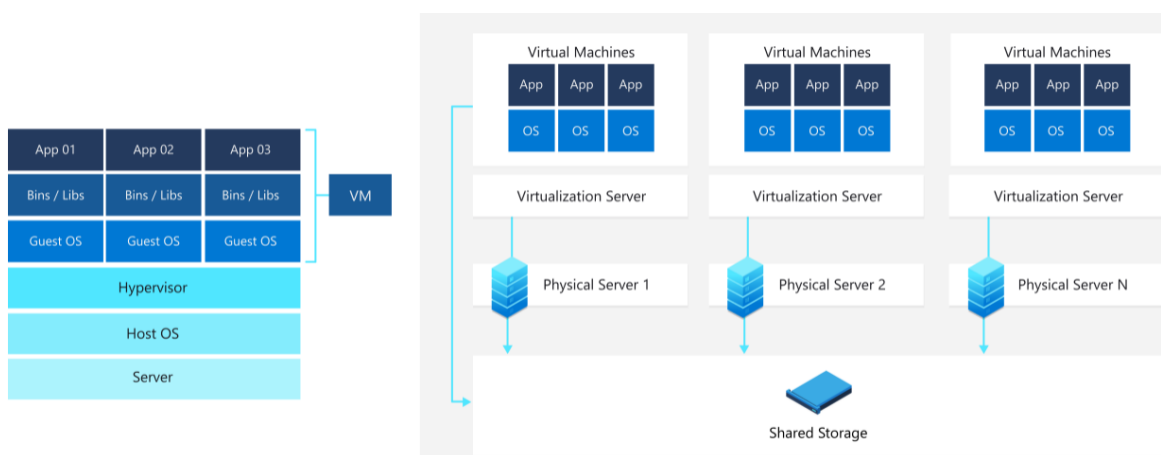 App 01
App 02
App 03
Bins / Libs
Bins / Libs
Bins / Libs
Guest OS
Guest OS
Guest OS
VM
Hypervisor
Host OS
Server
Virtual Machines
App
App
App
OS
OS
OS
Virtualization Server
Physical Server 1
Virtual Machines
App
App
App
OS
OS
OS
Virtualization Server
Physical Server 2
Virtual Machines
App
App
App
OS
OS
OS
Virtualization Server
Physical Server N
Shared Storage